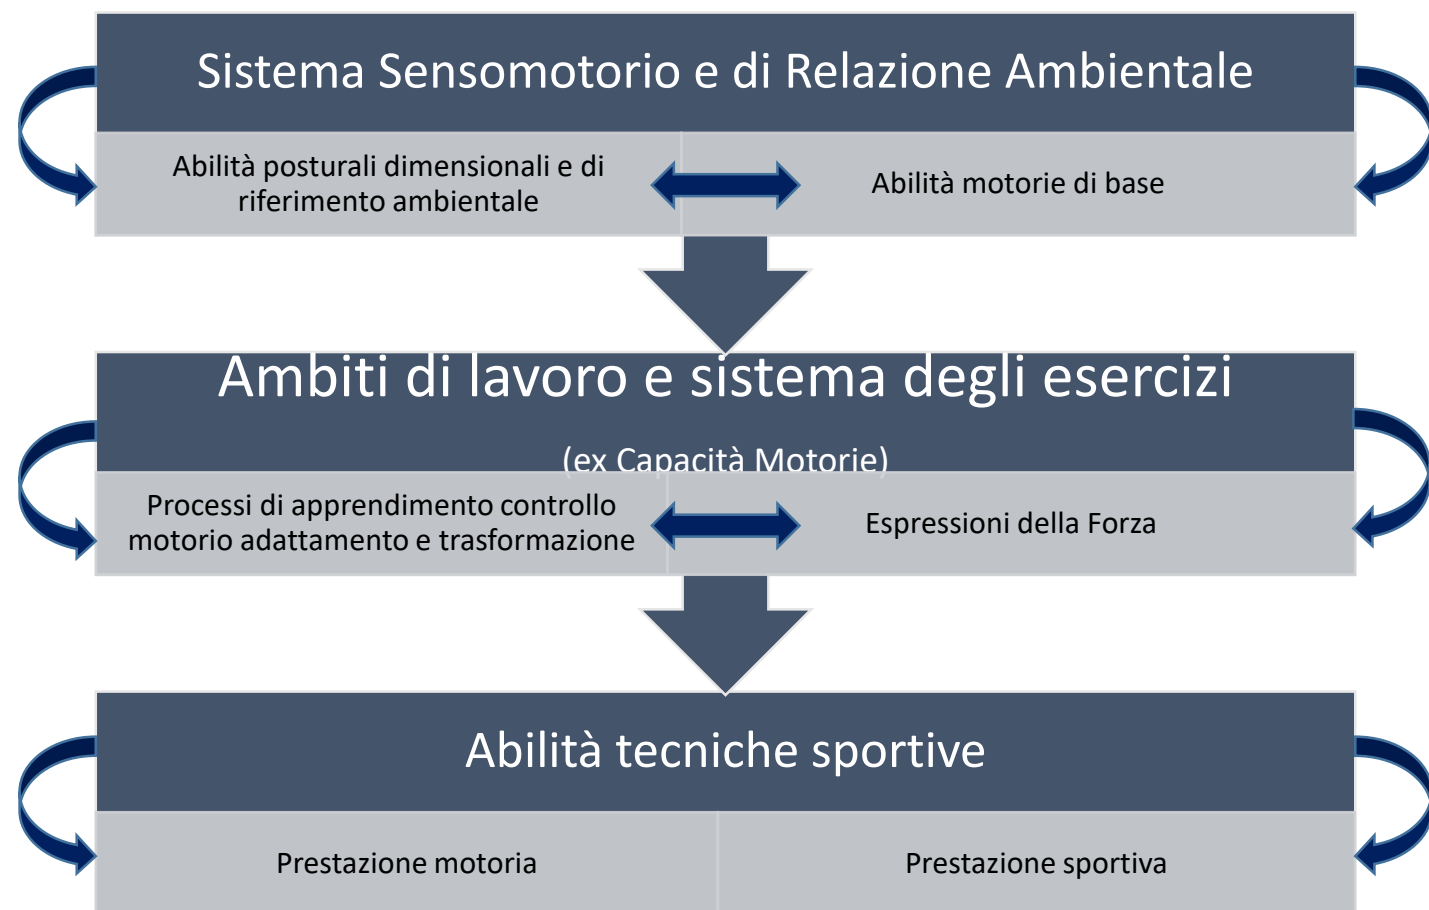 Sistema Sensomotorio e di Relazione Ambientale
Abilità posturali dimensionali e di
riferimento ambientale
Abilità motorie di base
Ambiti di lavoro e sistema degli esercizi
(ex Capacità Motorie)
Processi di apprendimento controllo
motorio adattamento e trasformazione
Espressioni della Forza
Abilità tecniche sportive
Prestazione motoria
Prestazione sportiva